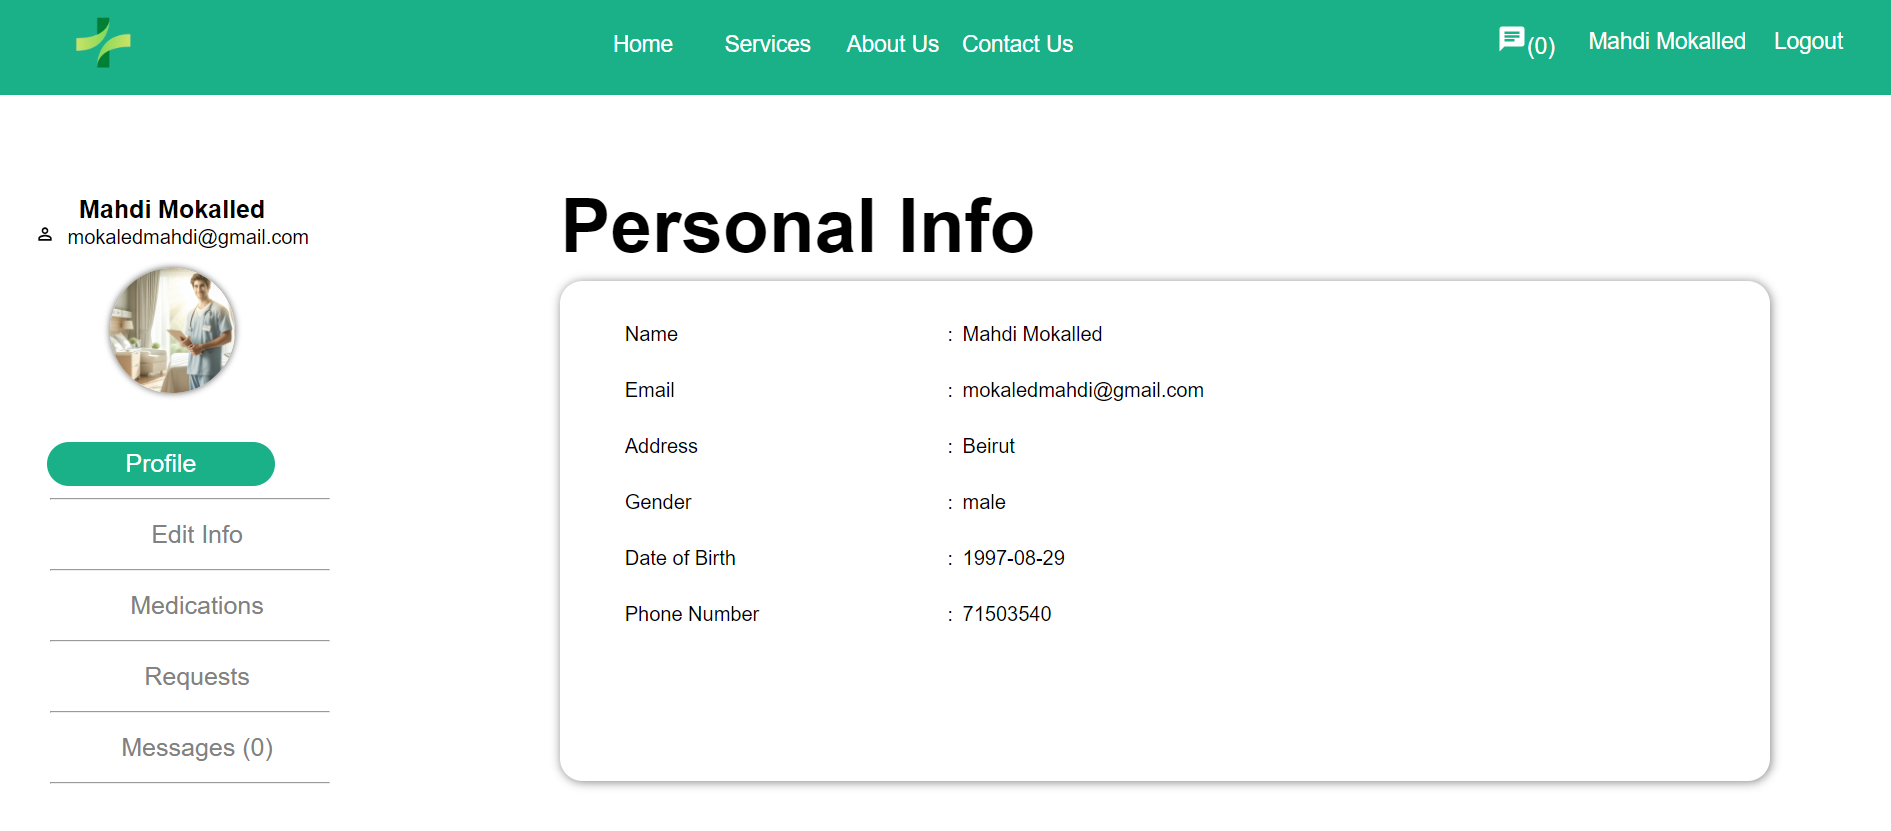 Home Services About Us Contact Us (0) Mahdi Mokalled Logout
Mahdi Mokalled
mokaledmahdi@gmail.com
Profile
Edit Info
Medications
Requests
Messages (0)
Personal Info
Name : Mahdi Mokalled
Email : mokaledmahdi@gmail.com
Address : Beirut
Gender : male
Date of Birth : 1997-08-29
Phone Number : 71503540